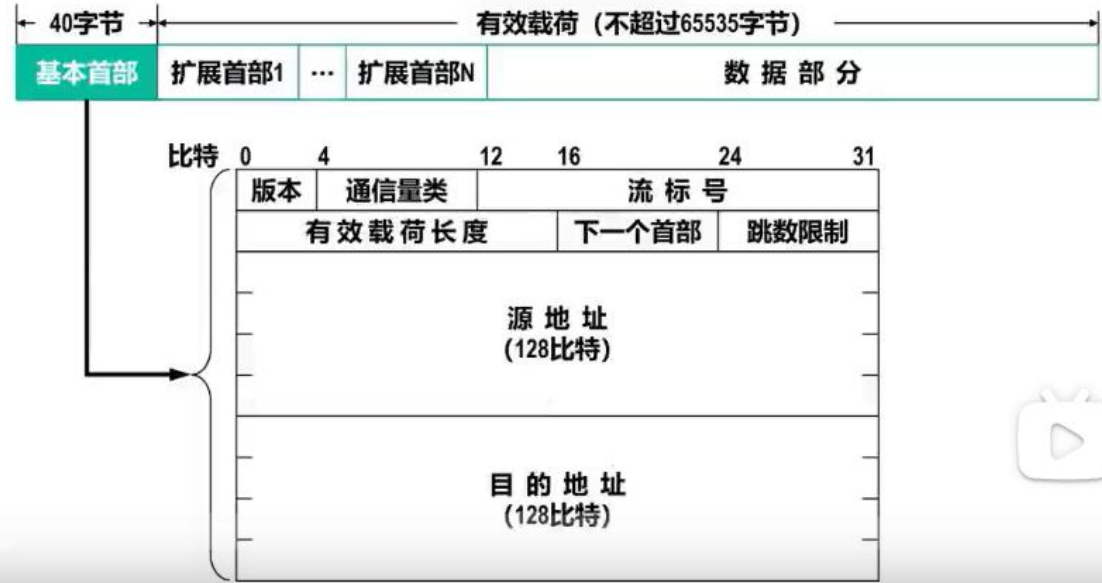 40字节 有效载荷（不超过65535字节）
基本首部 扩展首部1 … 扩展首部N 数据部分
比特 0 4 12 16 24 31
版本 通信量类 流标号
有效载荷长度 下一个首部 跳数限制
源地址
(128比特)
目的地址
(128比特)